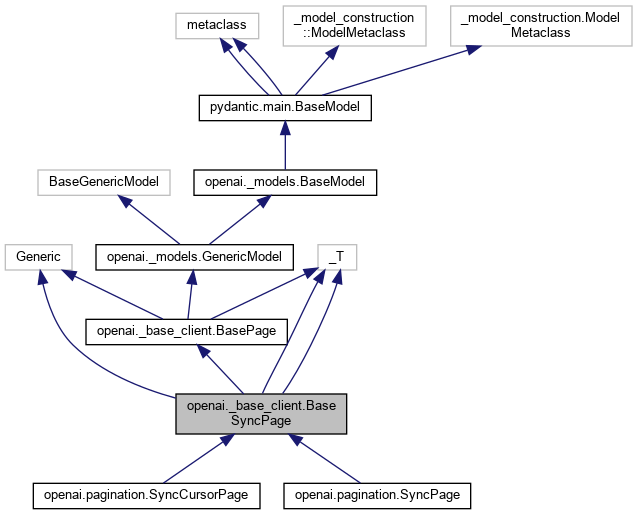 metaclass
_model_construction
::ModelMetaclass
_model_construction.Model
Metaclass
pydantic.main.BaseModel
BaseGenericModel
openai._models.BaseModel
Generic
openai._models.GenericModel
_T
openai._base_client.BasePage
openai._base_client.Base
SyncPage
openai.pagination.SyncCursorPage
openai.pagination.SyncPage